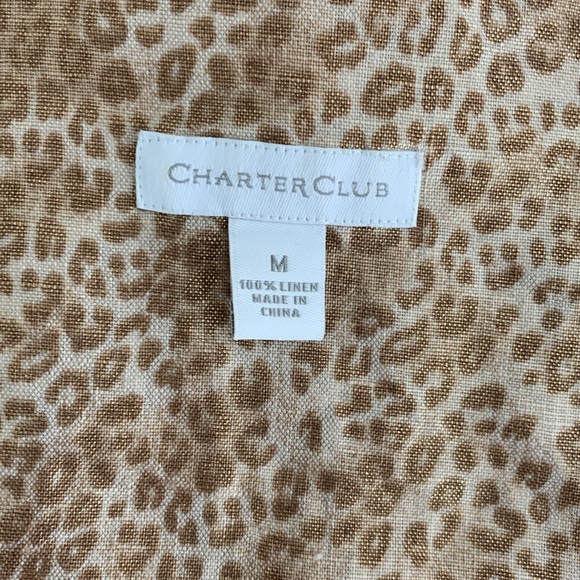 CHARTER CLUB
M
100% LINEN
MADE IN
CHINA